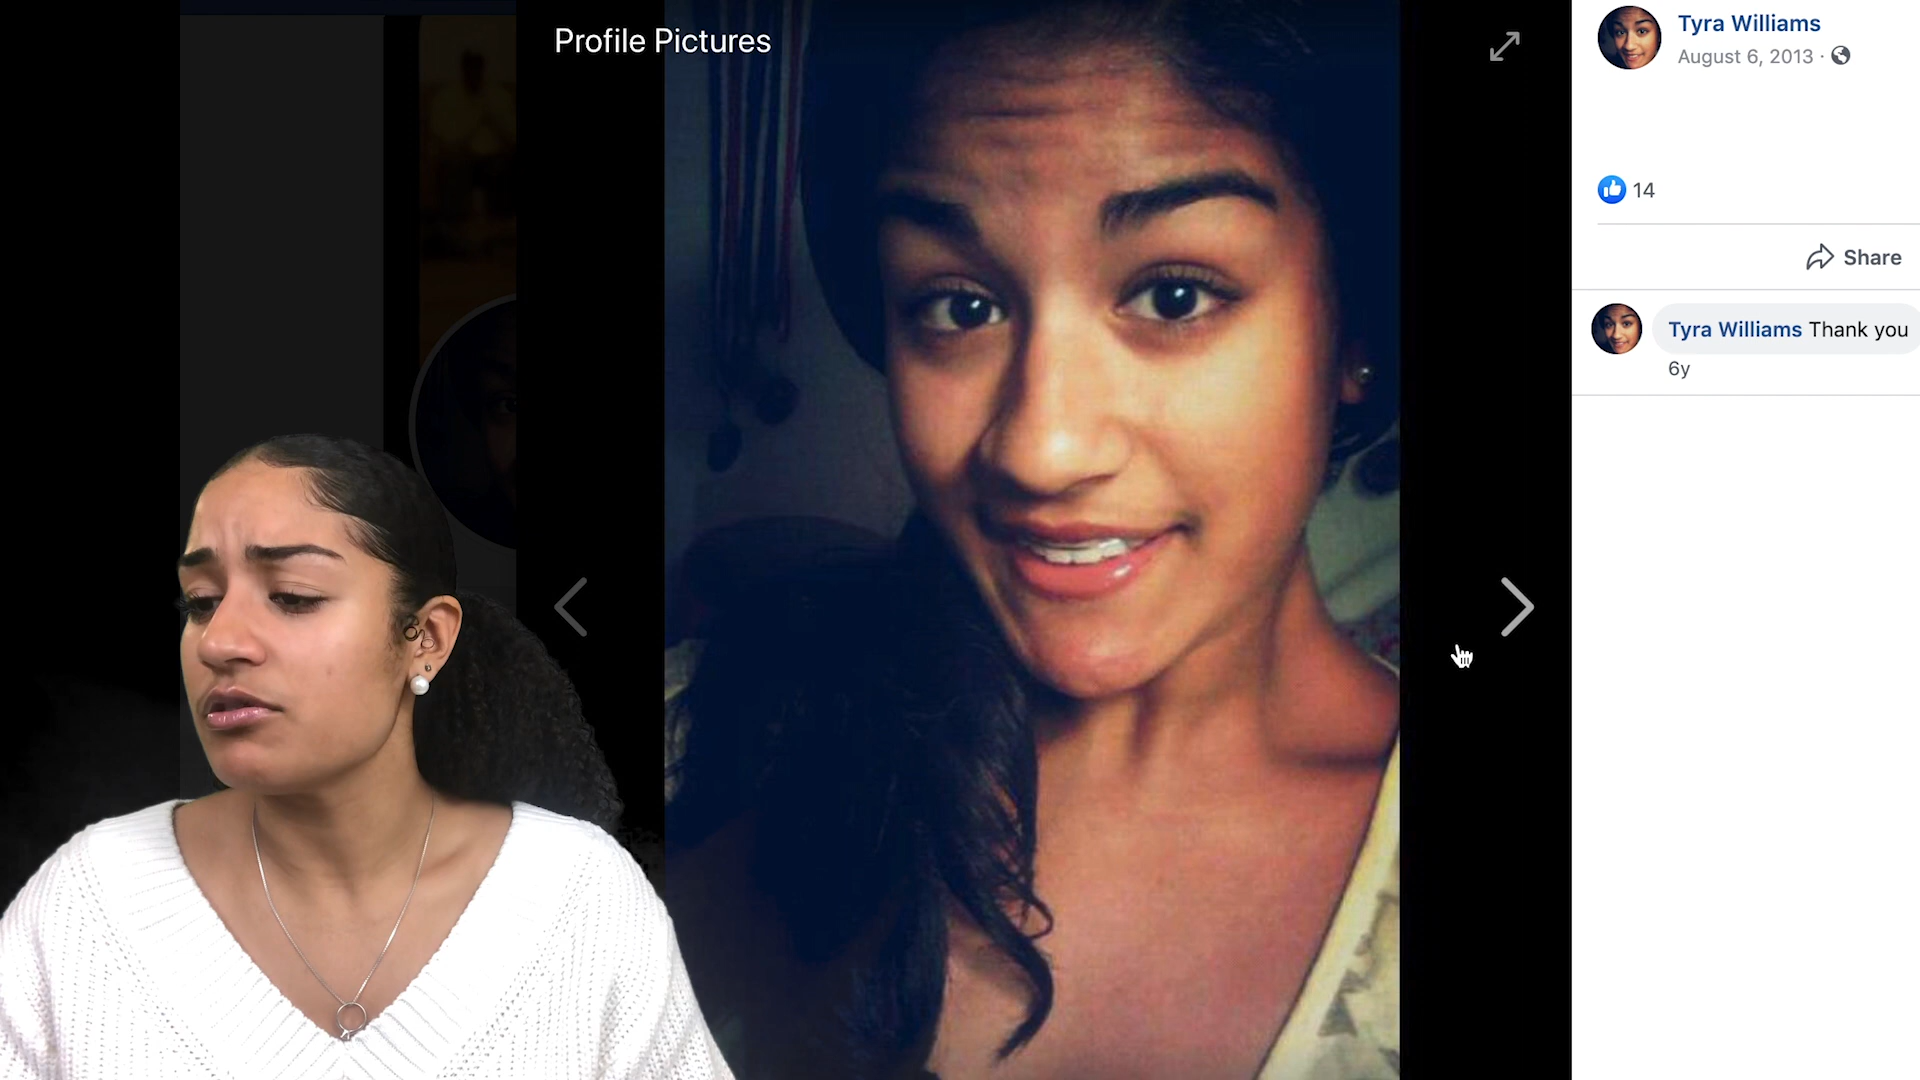 Profile Pictures
Tyra Williams
August 6, 2013 ·
14
Share
Tyra Williams Thank you
6y